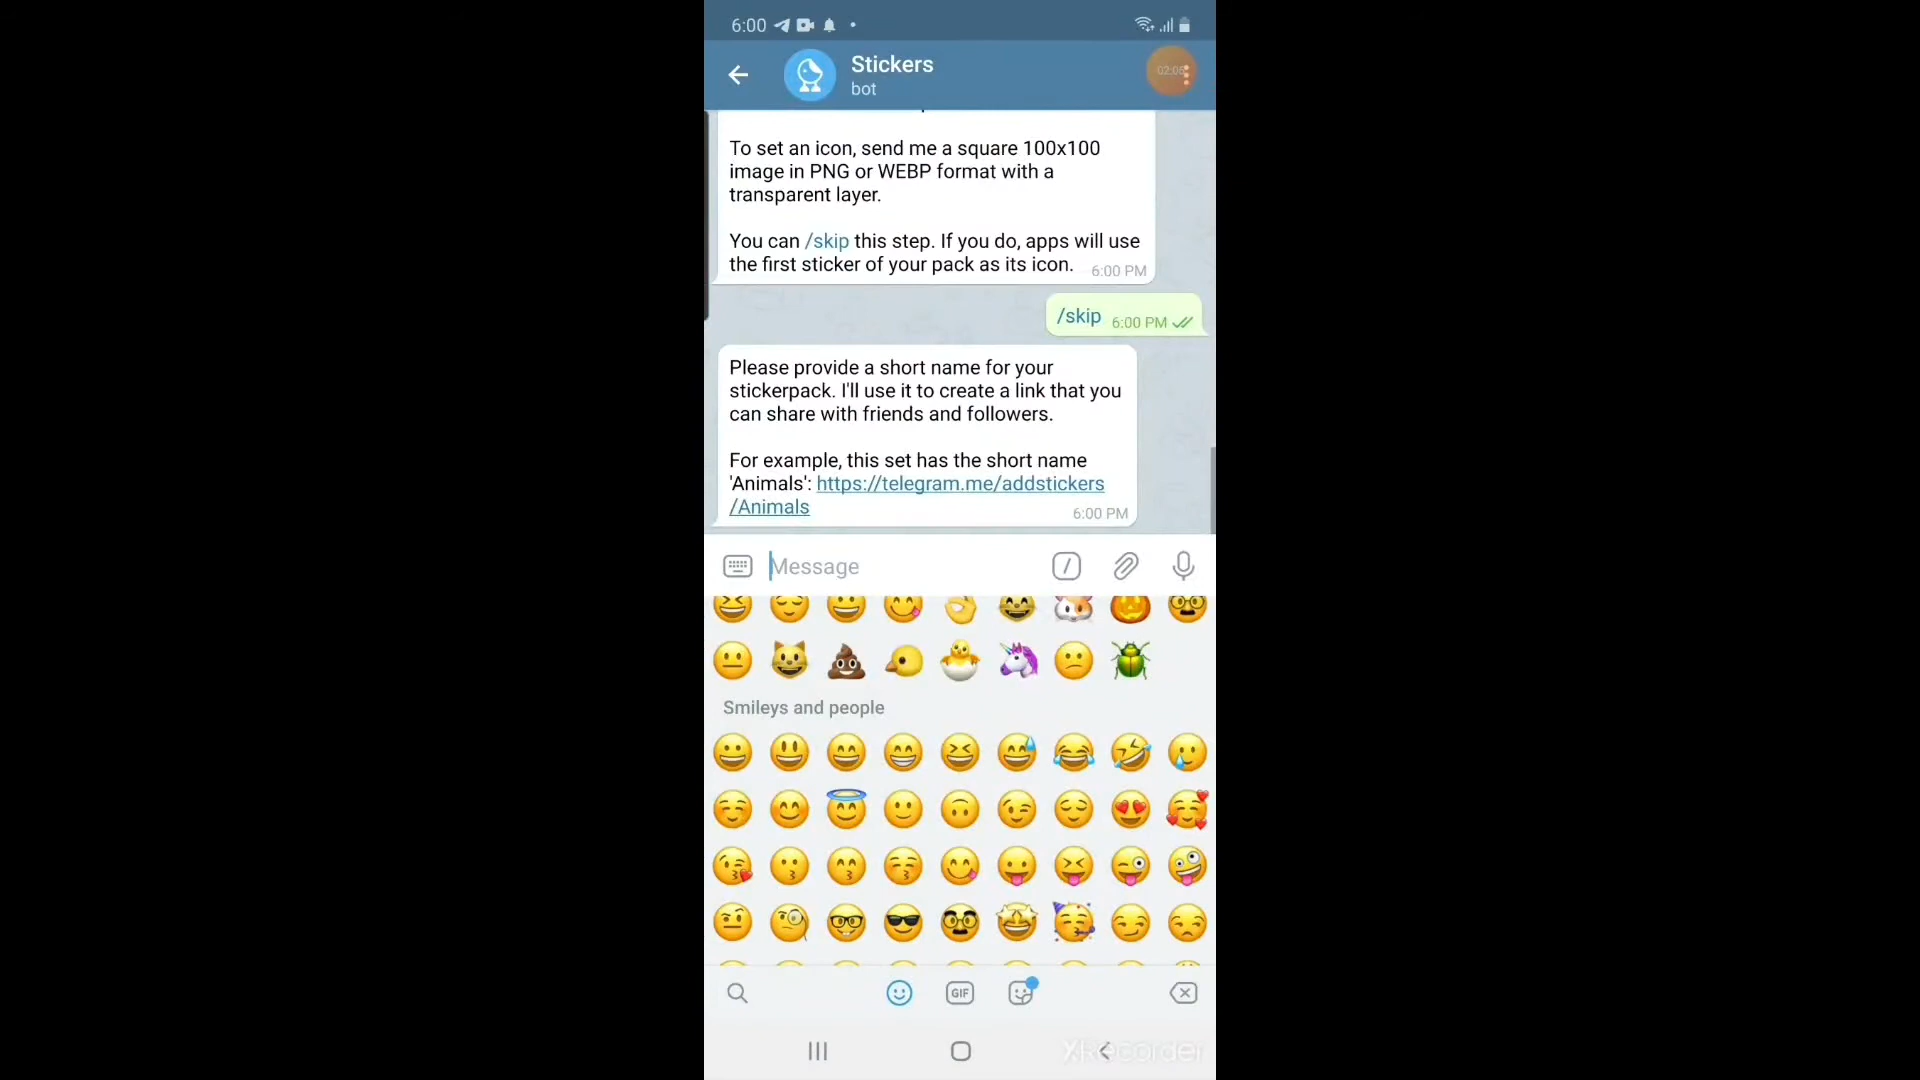 6:00
Stickers
bot
02:05
To set an icon, send me a square 100x100
image in PNG or WEBP format with a
transparent layer.
You can /skip this step. If you do, apps will use
the first sticker of your pack as its icon. 6:00 PM
/skip 6:00 PM
Please provide a short name for your
stickerpack. I'll use it to create a link that you
can share with friends and followers.
For example, this set has the short name
'Animals': https://telegram.me/addstickers
/Animals 6:00 PM
Message
Smileys and people
GIF